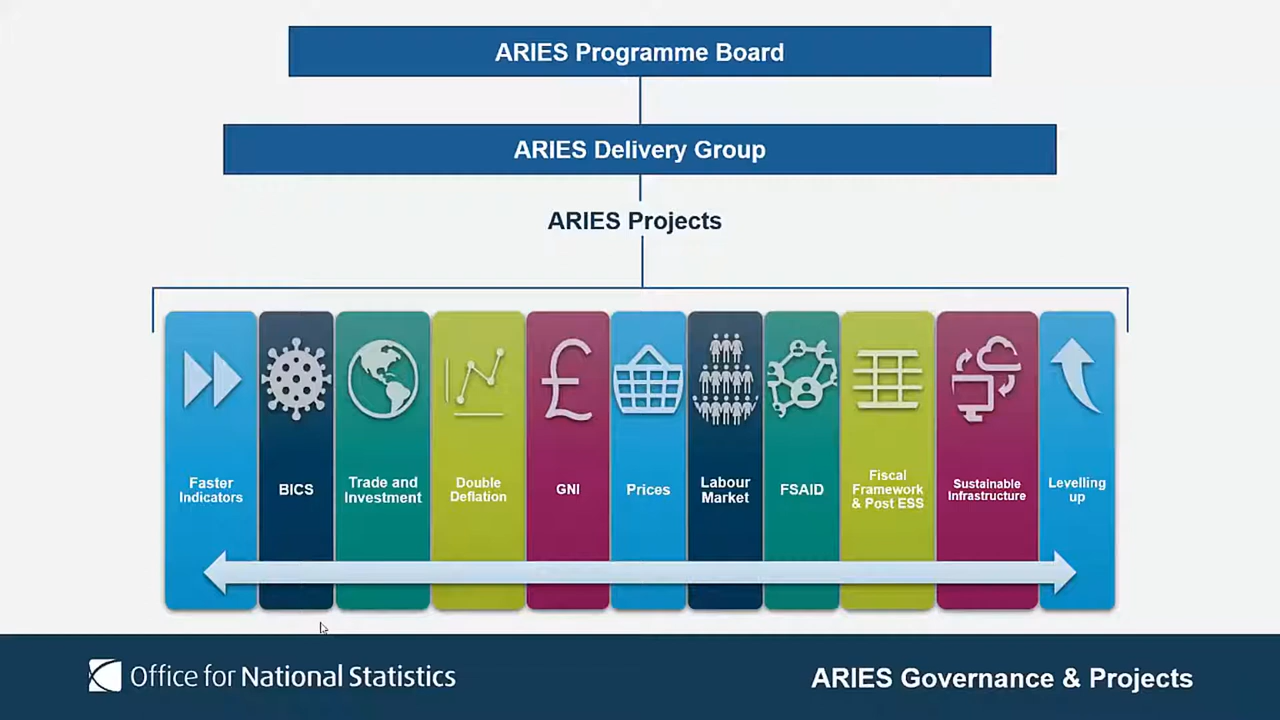 ARIES Programme Board
ARIES Delivery Group
ARIES Projects
Faster
Indicators
BICS
Trade and
Investment
Double
Deflation
GNI
Prices
Labour
Market
FSAID
Fiscal
Framework
& Post ESS
Sustainable
Infrastructure
Levelling
up
Office for National Statistics
ARIES Governance & Projects